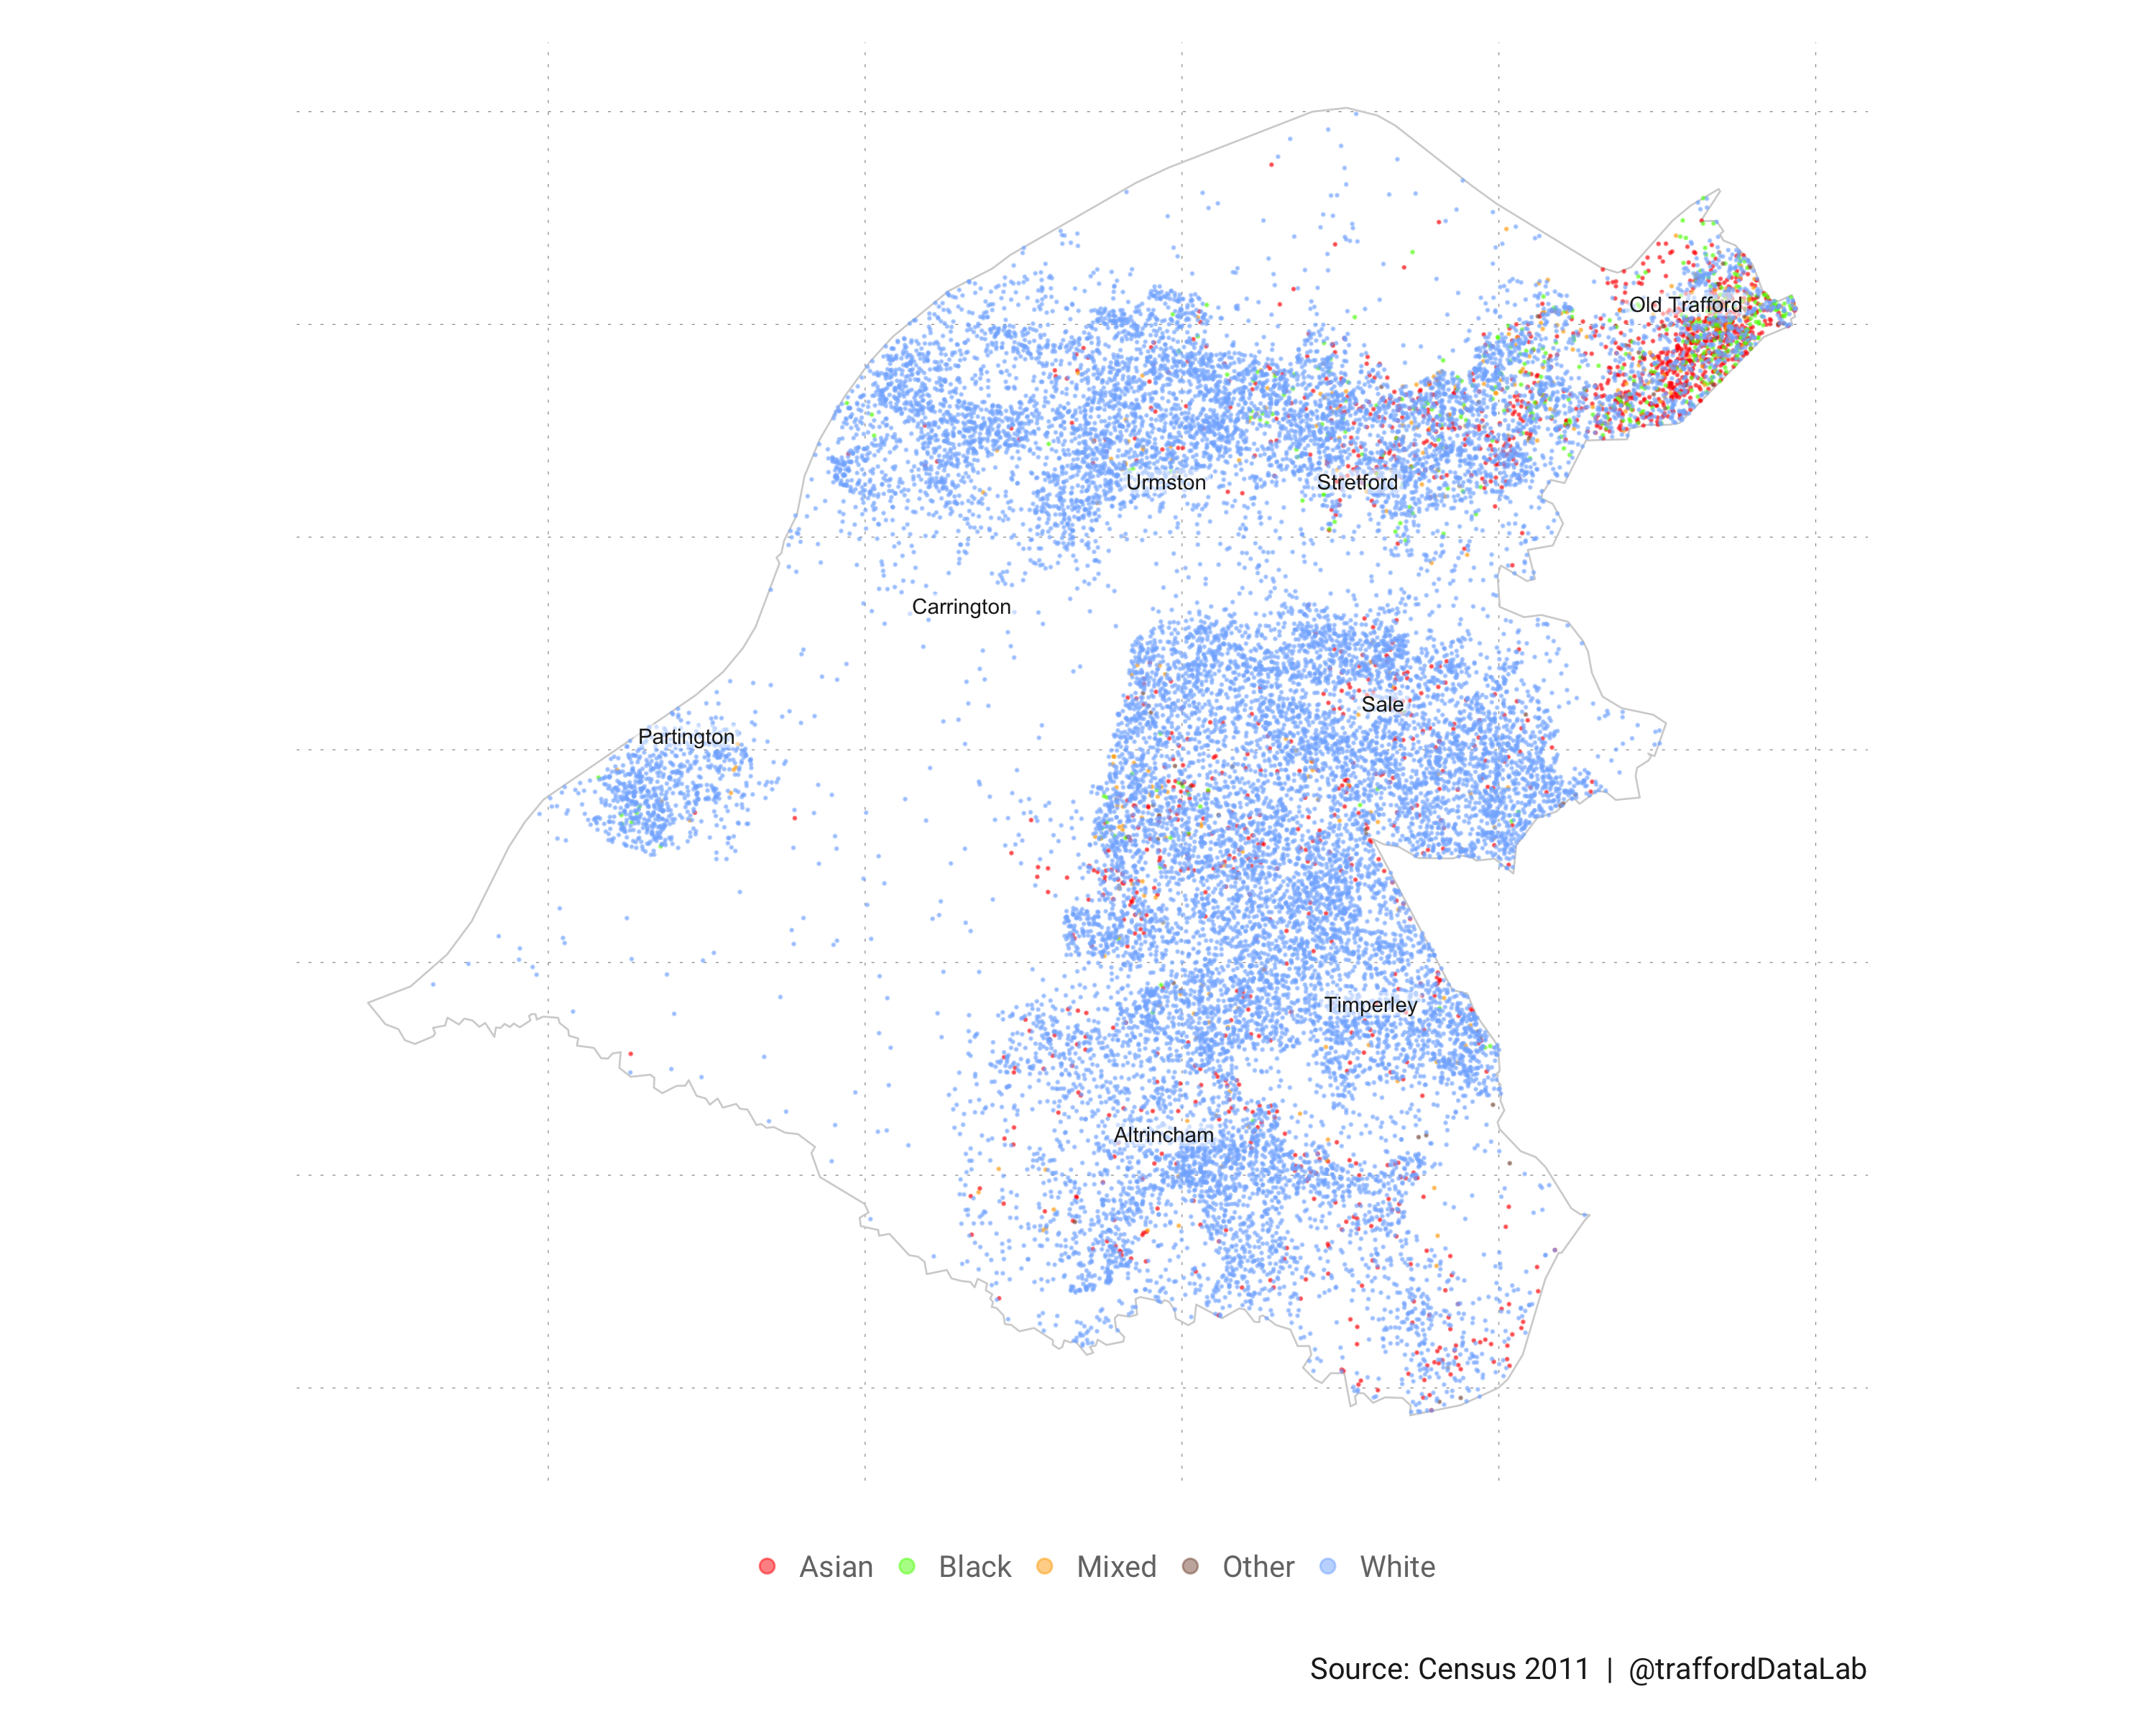 Old Trafford
Urmston
Stretford
Carrington
Sale
Partington
Timperley
Altrincham
Asian
Black
Mixed
Other
White
Source: Census 2011 | @traffordDataLab